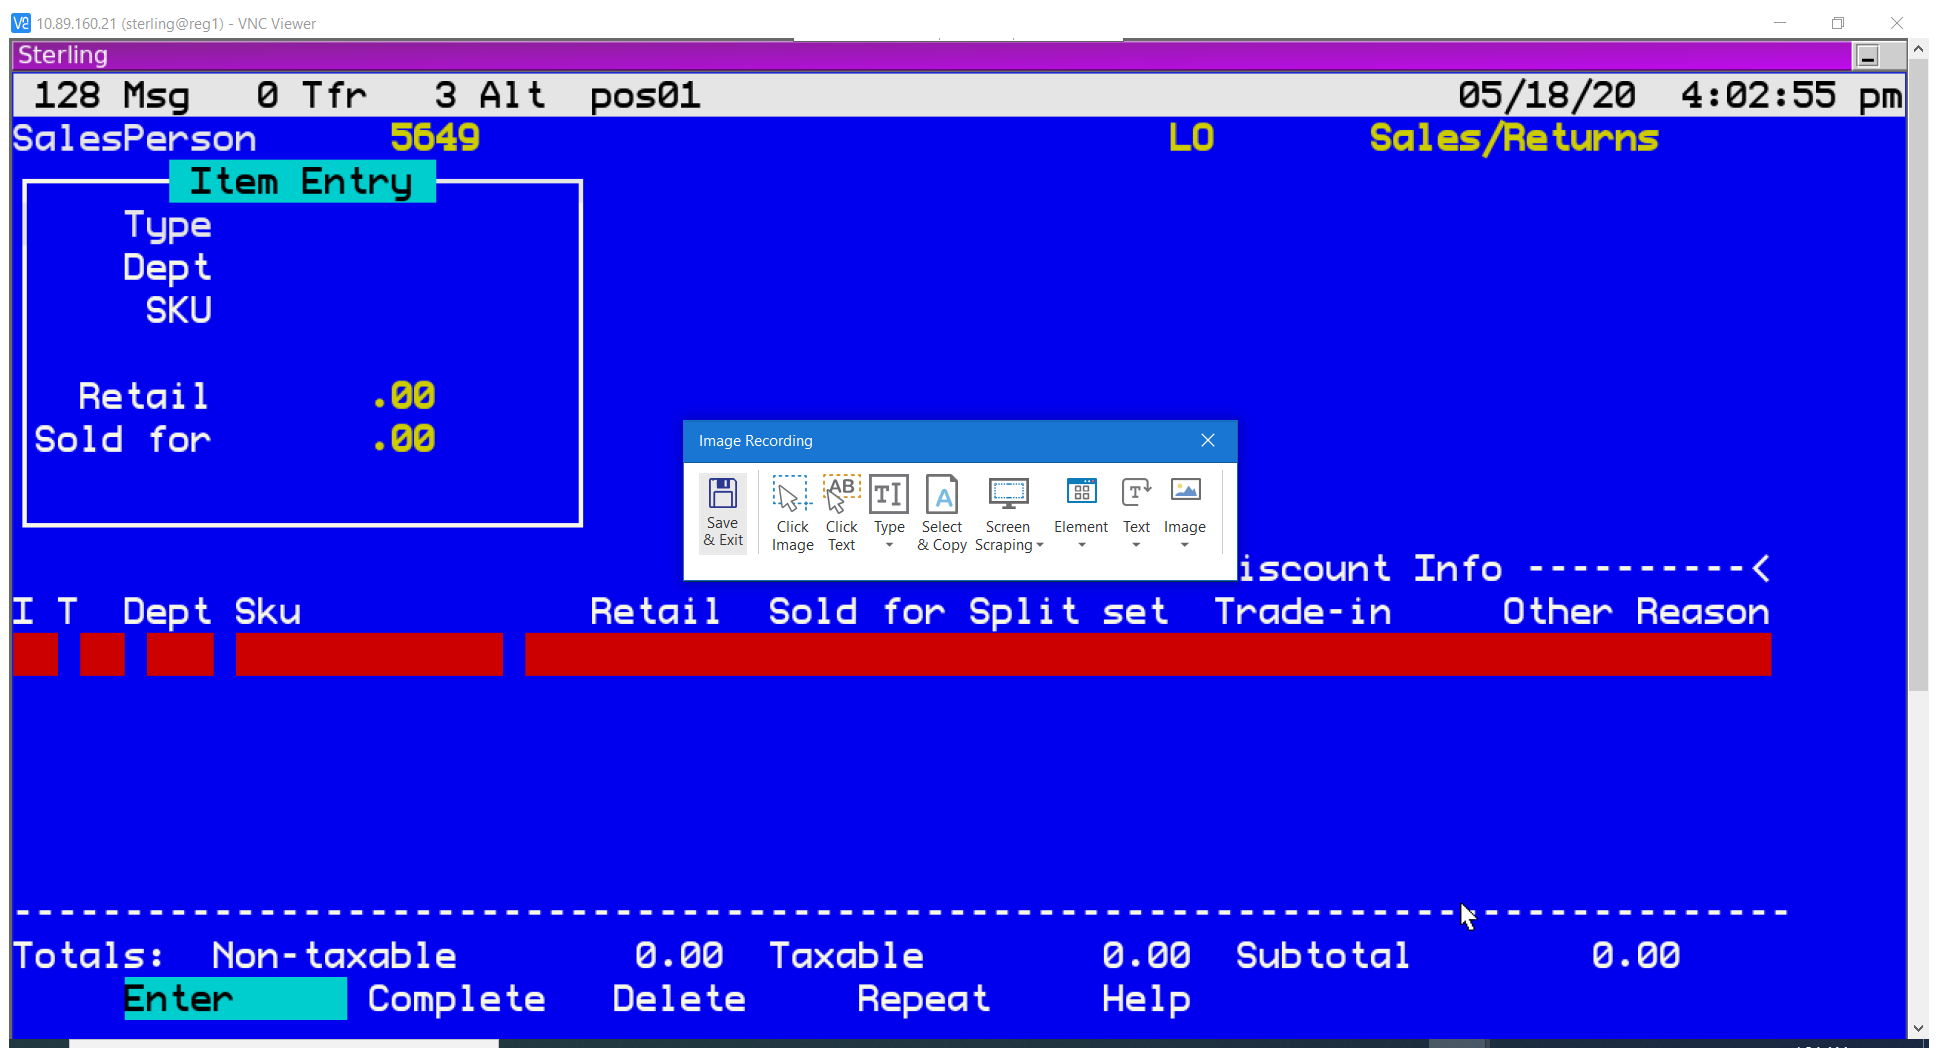 10.89.160.21 (sterling@reg1) - VNC Viewer
Sterling
128 Msg 0 Tfr 3 Alt pos01 05/18/20 4:02:55 pm
SalesPerson 5649 LO Sales/Returns
Item Entry
Type
Dept
SKU
Retail .00
Sold for .00
Image Recording
Save & Exit
Click Image
Click Text
Type
Select & Copy
Screen Scraping
Element
Text
Image
iscount Info ----------<
I T Dept Sku Retail Sold for Split set Trade-in Other Reason
Totals: Non-taxable 0.00 Taxable 0.00 Subtotal 0.00
Enter Complete Delete Repeat Help